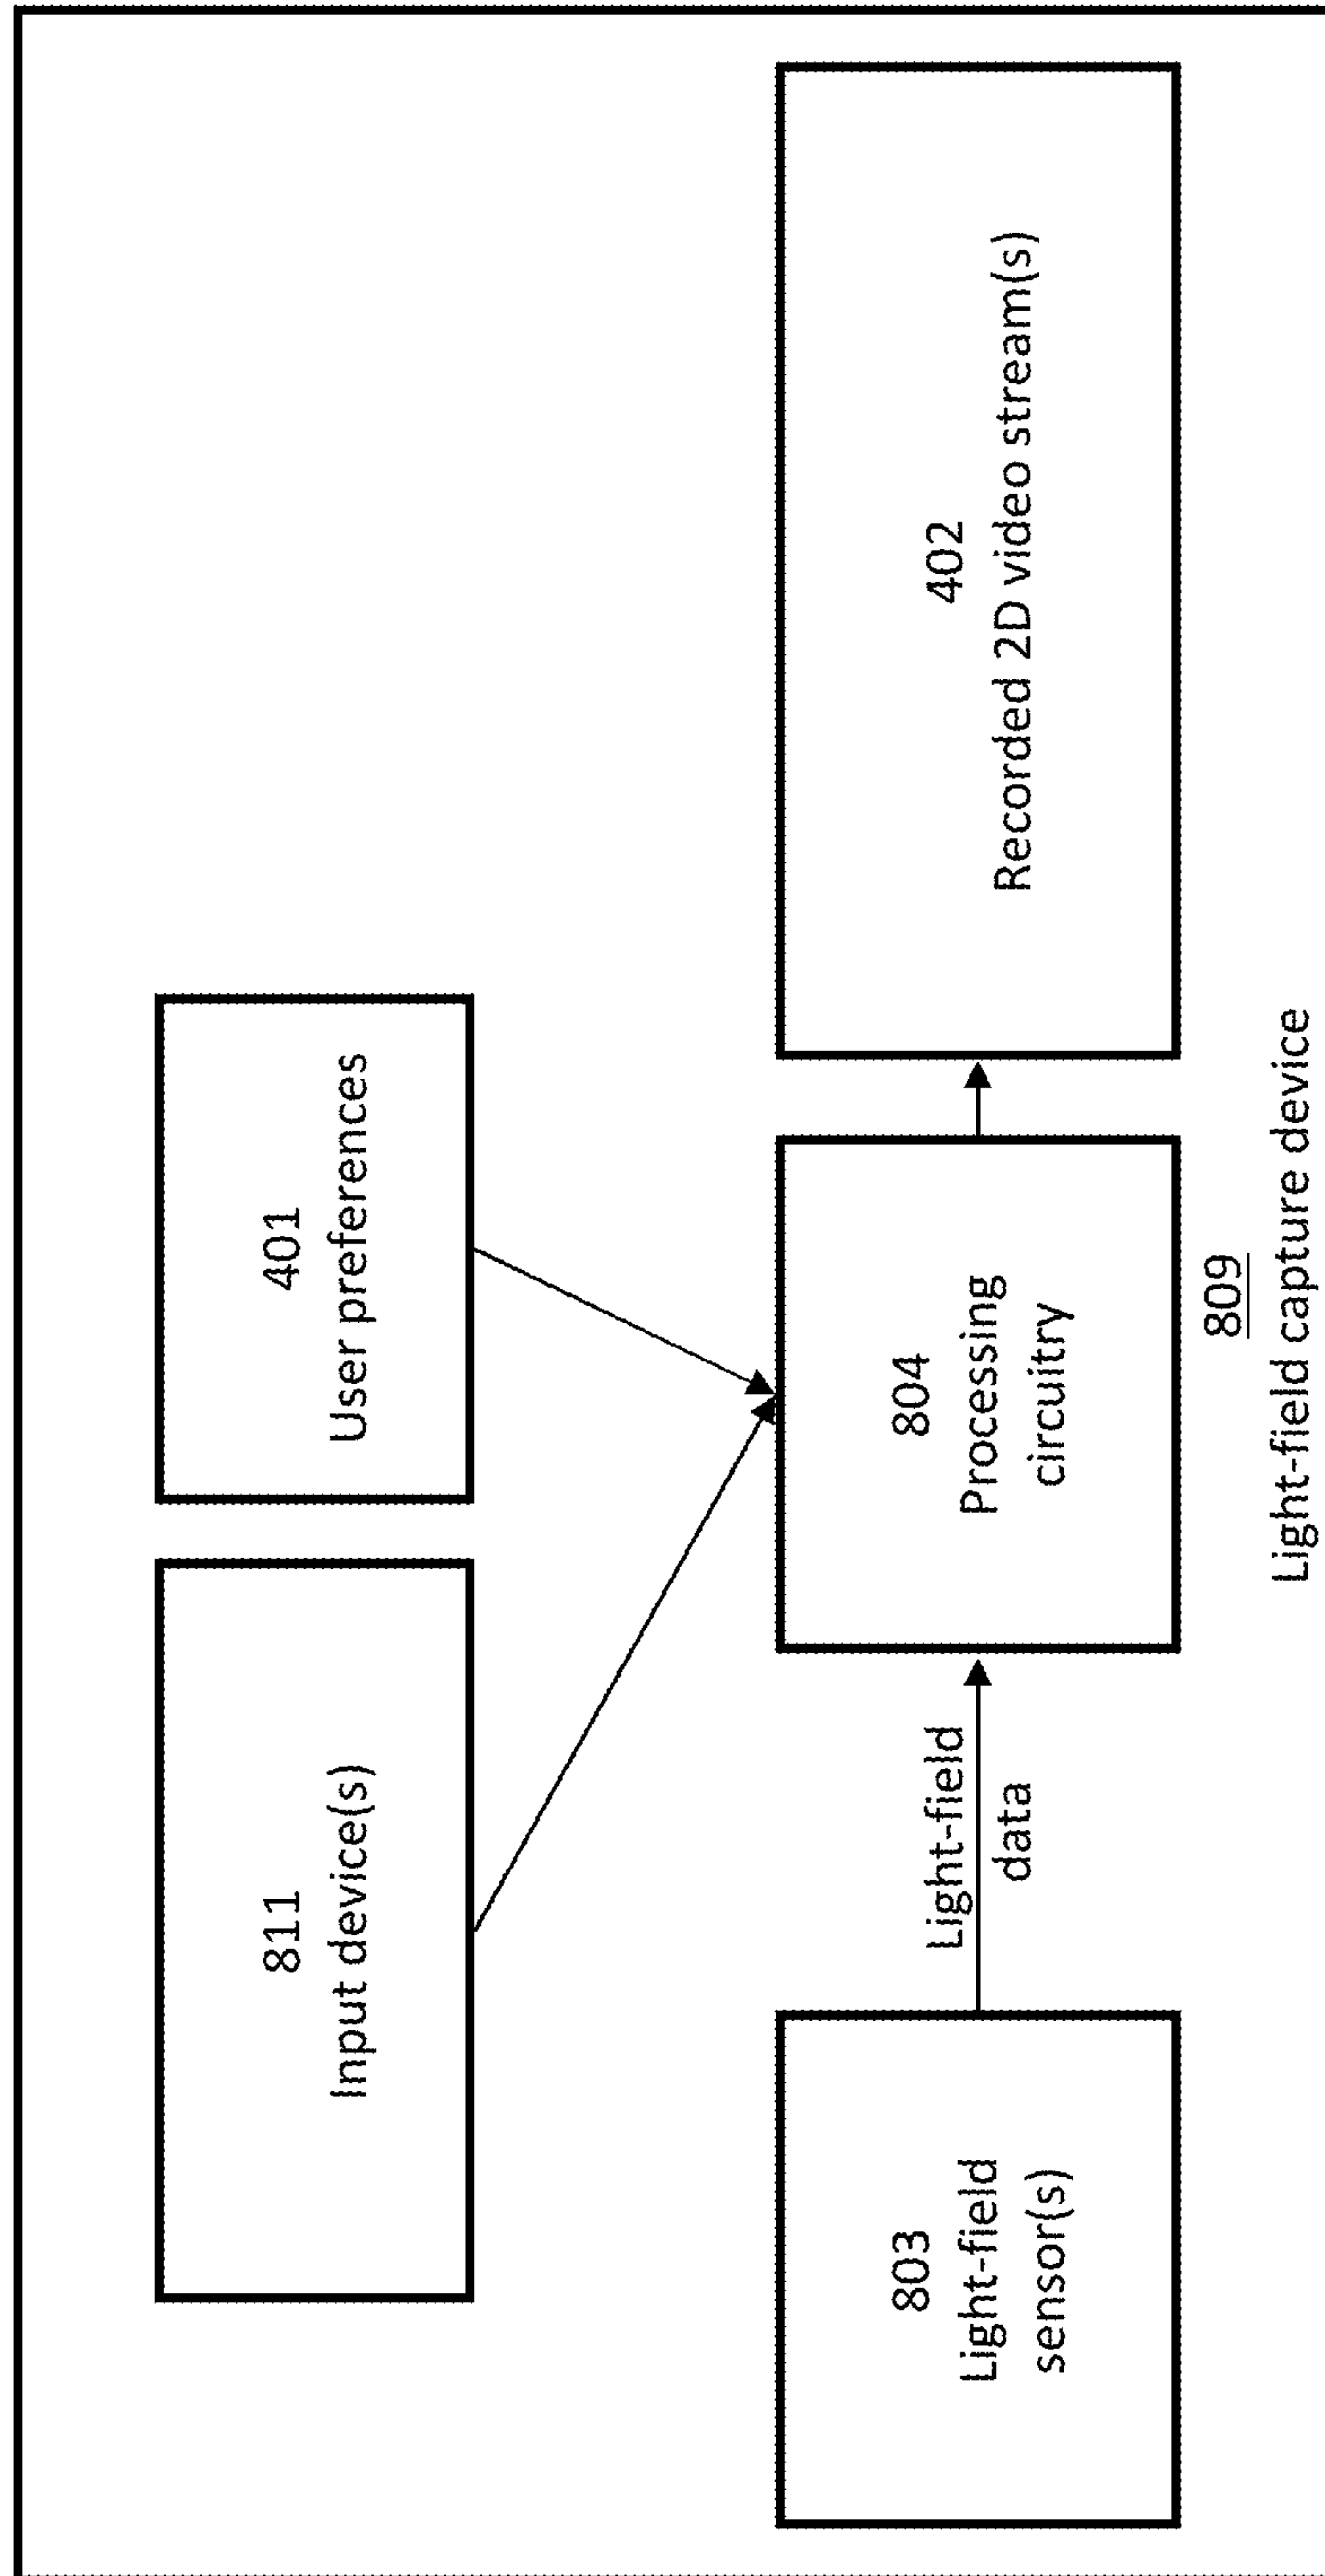 811
Input device(s)
401
User preferences
803
Light-field
sensor(s)
Light-field
data
804
Processing
circuitry
402
Recorded 2D video stream(s)
809
Light-field capture device